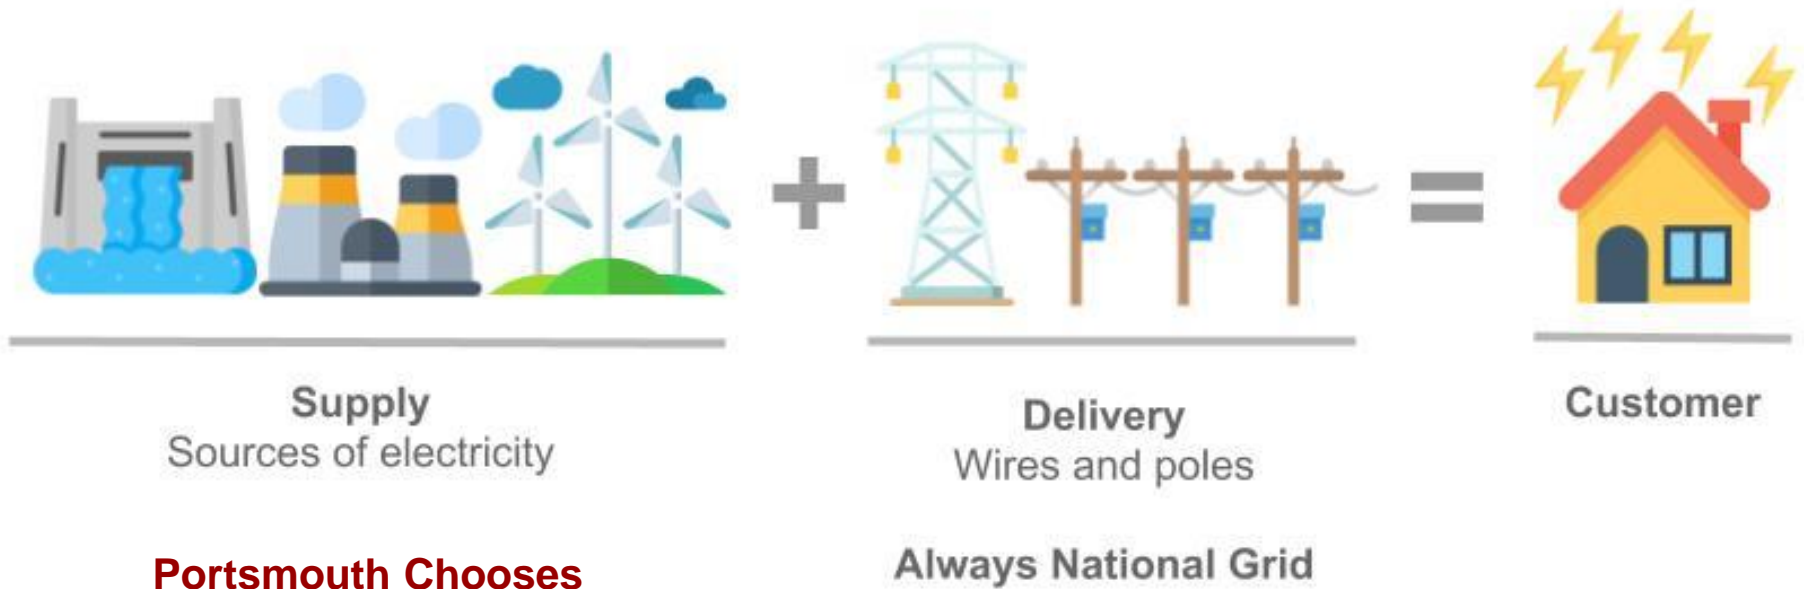 Supply
Sources of electricity
Portsmouth Chooses
Delivery
Wires and poles
Always National Grid
Customer